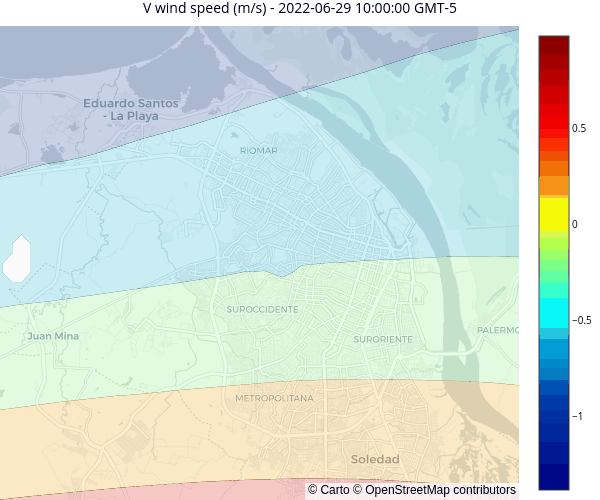 V wind speed (m/s) - 2022-06-29 10:00:00 GMT-5
Eduardo Santos
- La Playa
RIOMAR
SUROCCIDENTE
Juan Mina
SURORIENTE
PALERMO
METROPOLITANA
Soledad
© Carto © OpenStreetMap contributors
0.5
0
−0.5
−1